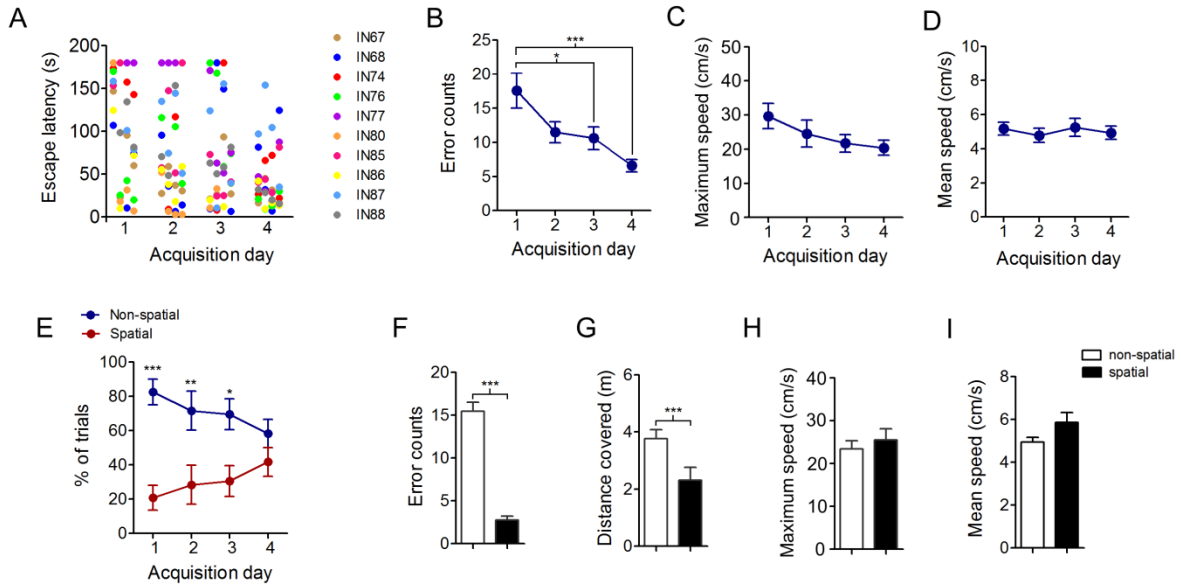 A
Escape latency (s)
200
150
100
50
0
1 2 3 4
Acquisition day
IN67
IN68
IN74
IN76
IN77
IN80
IN85
IN86
IN87
IN88
B
Error counts
25
20
15
10
5
0
***
*
1 2 3 4
Acquisition day
C
Maximum speed (cm/s)
50
40
30
20
10
0
1 2 3 4
Acquisition day
D
Mean speed (cm/s)
10
8
6
4
2
0
1 2 3 4
Acquisition day
E
Non-spatial
Spatial
% of trials
100
80
60
40
20
0
*** ** *
1 2 3 4
Acquisition day
F
Error counts
20
15
10
5
0
***
G
Distance covered (m)
6
4
2
0
***
H
Maximum speed (cm/s)
40
30
20
10
0
I
Mean speed (cm/s)
8
6
4
2
0
non-spatial
spatial